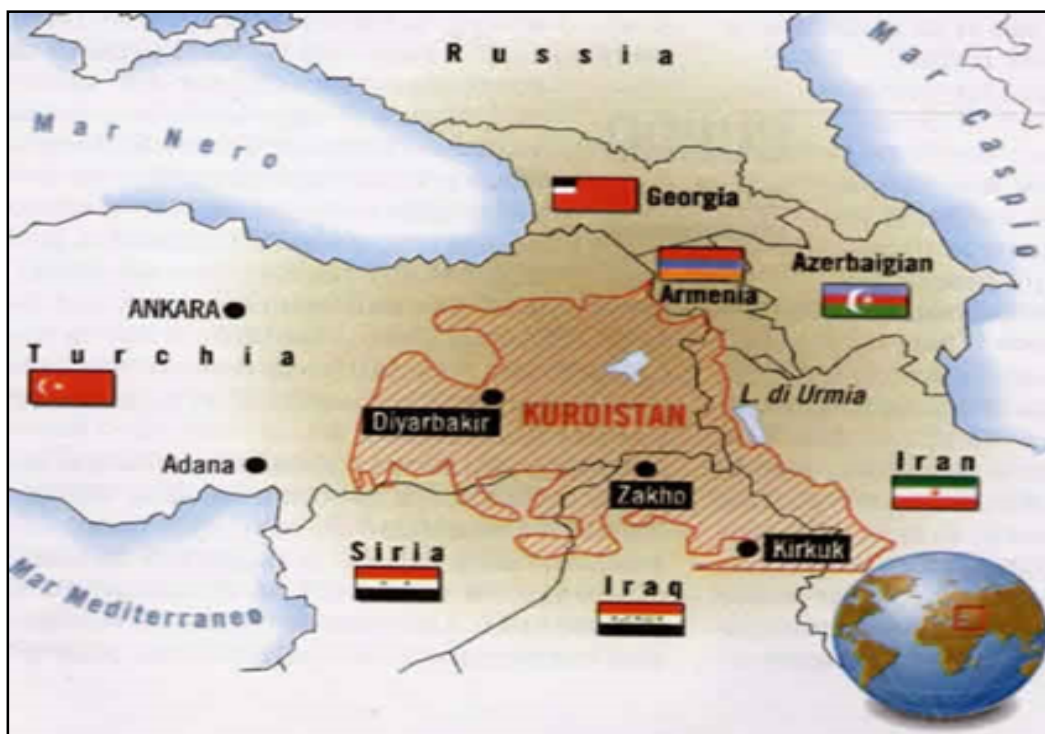 Russia
Mar Nero
Mar Caspio
Georgia
Azerbaigian
Armenia
ANKARA
Turchia
L. di Urmia
Diyarbakir
KURDISTAN
Adana
Iran
Zakho
Siria
Kirkuk
Iraq
Mar Mediterraneo